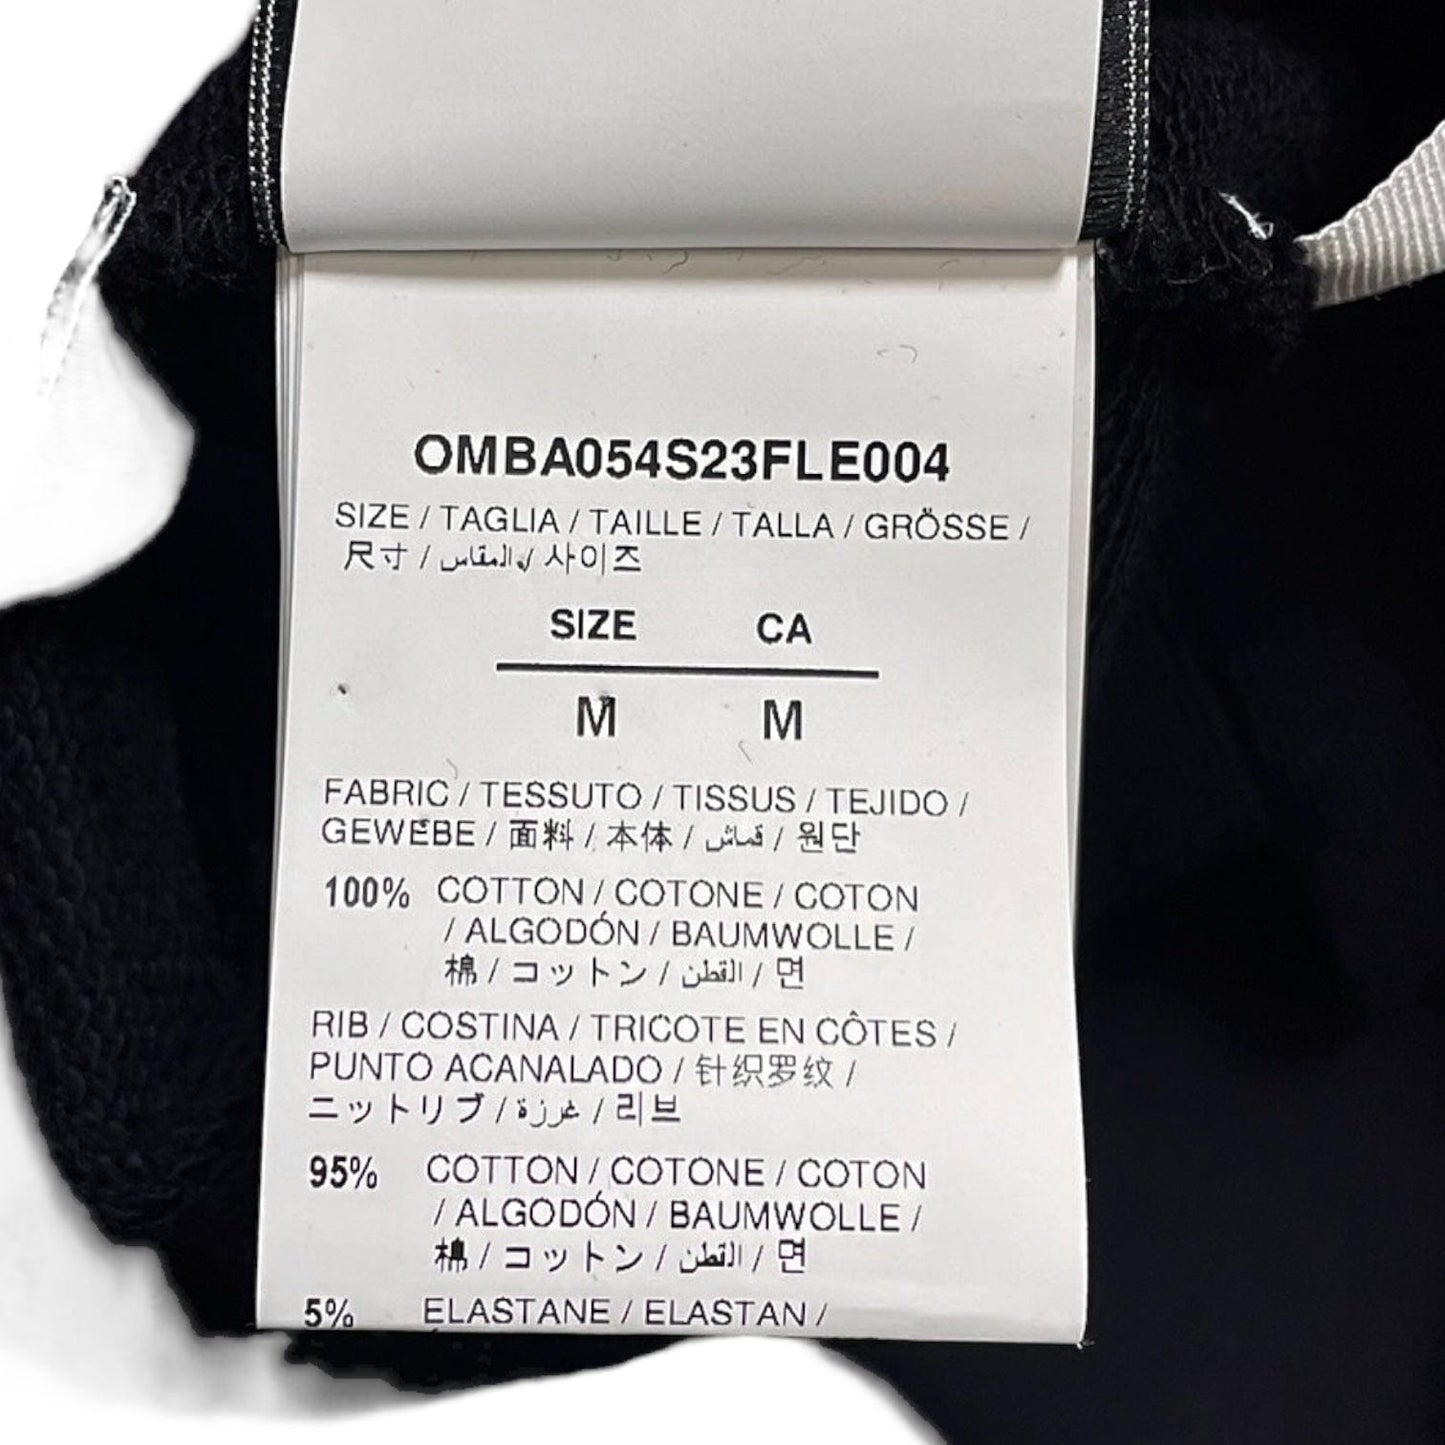 OMBA054S23FLE004
SIZE / TAGLIA / TAILLE / TALLA / GRÖSSE /
尺寸 / المقاس / 사이즈
SIZE CA
M M
FABRIC / TESSUTO / TISSUS / TEJIDO /
GEWEBE / 面料 / 本体 / قماش / 원단
100% COTTON / COTONE / COTON
/ ALGODÓN / BAUMWOLLE /
棉 / コットン / القطن / 면
RIB / COSTINA / TRICOTE EN CÔTES /
PUNTO ACANALADO / 针织罗纹 /
ニットリブ / غرزة / 리브
95% COTTON / COTONE / COTON
/ ALGODÓN / BAUMWOLLE /
棉 / コットン / القطن / 면
5% ELASTANE / ELASTAN /